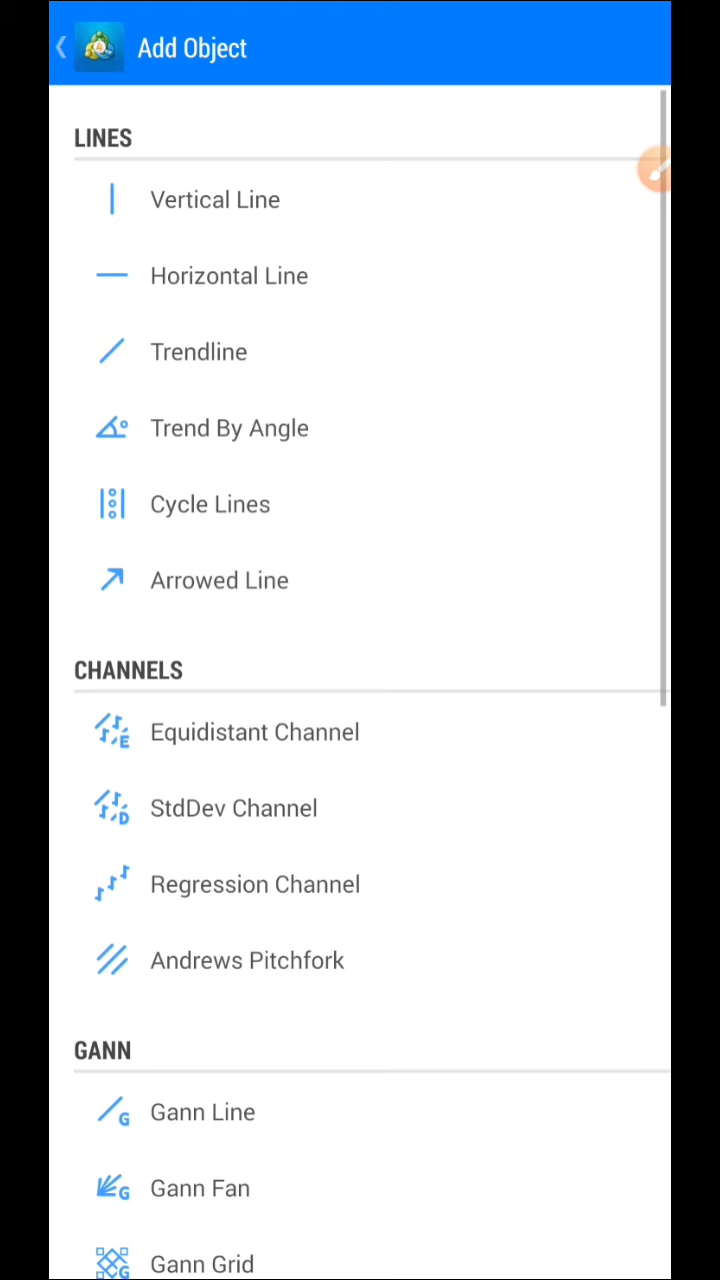 Add Object
LINES
Vertical Line
Horizontal Line
Trendline
Trend By Angle
Cycle Lines
Arrowed Line
CHANNELS
Equidistant Channel
StdDev Channel
Regression Channel
Andrews Pitchfork
GANN
Gann Line
Gann Fan
Gann Grid